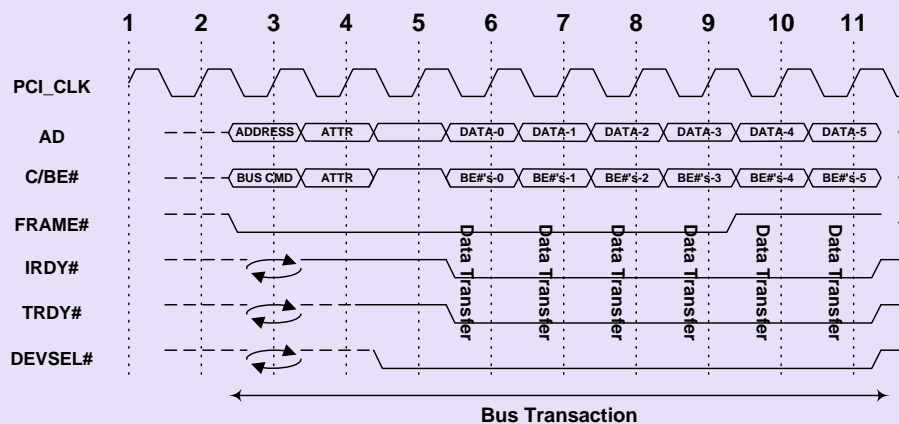 1 2 3 4 5 6 7 8 9 10 11
PCI_CLK
AD ADDRESS ATTR DATA-0 DATA-1 DATA-2 DATA-3 DATA-4 DATA-5
C/BE# BUS CMD ATTR BE#'s-0 BE#'s-1 BE#'s-2 BE#'s-3 BE#'s-4 BE#'s-5
FRAME#
IRDY#
TRDY#
DEVSEL#
Data Transfer
Data Transfer
Data Transfer
Data Transfer
Data Transfer
Data Transfer
Bus Transaction